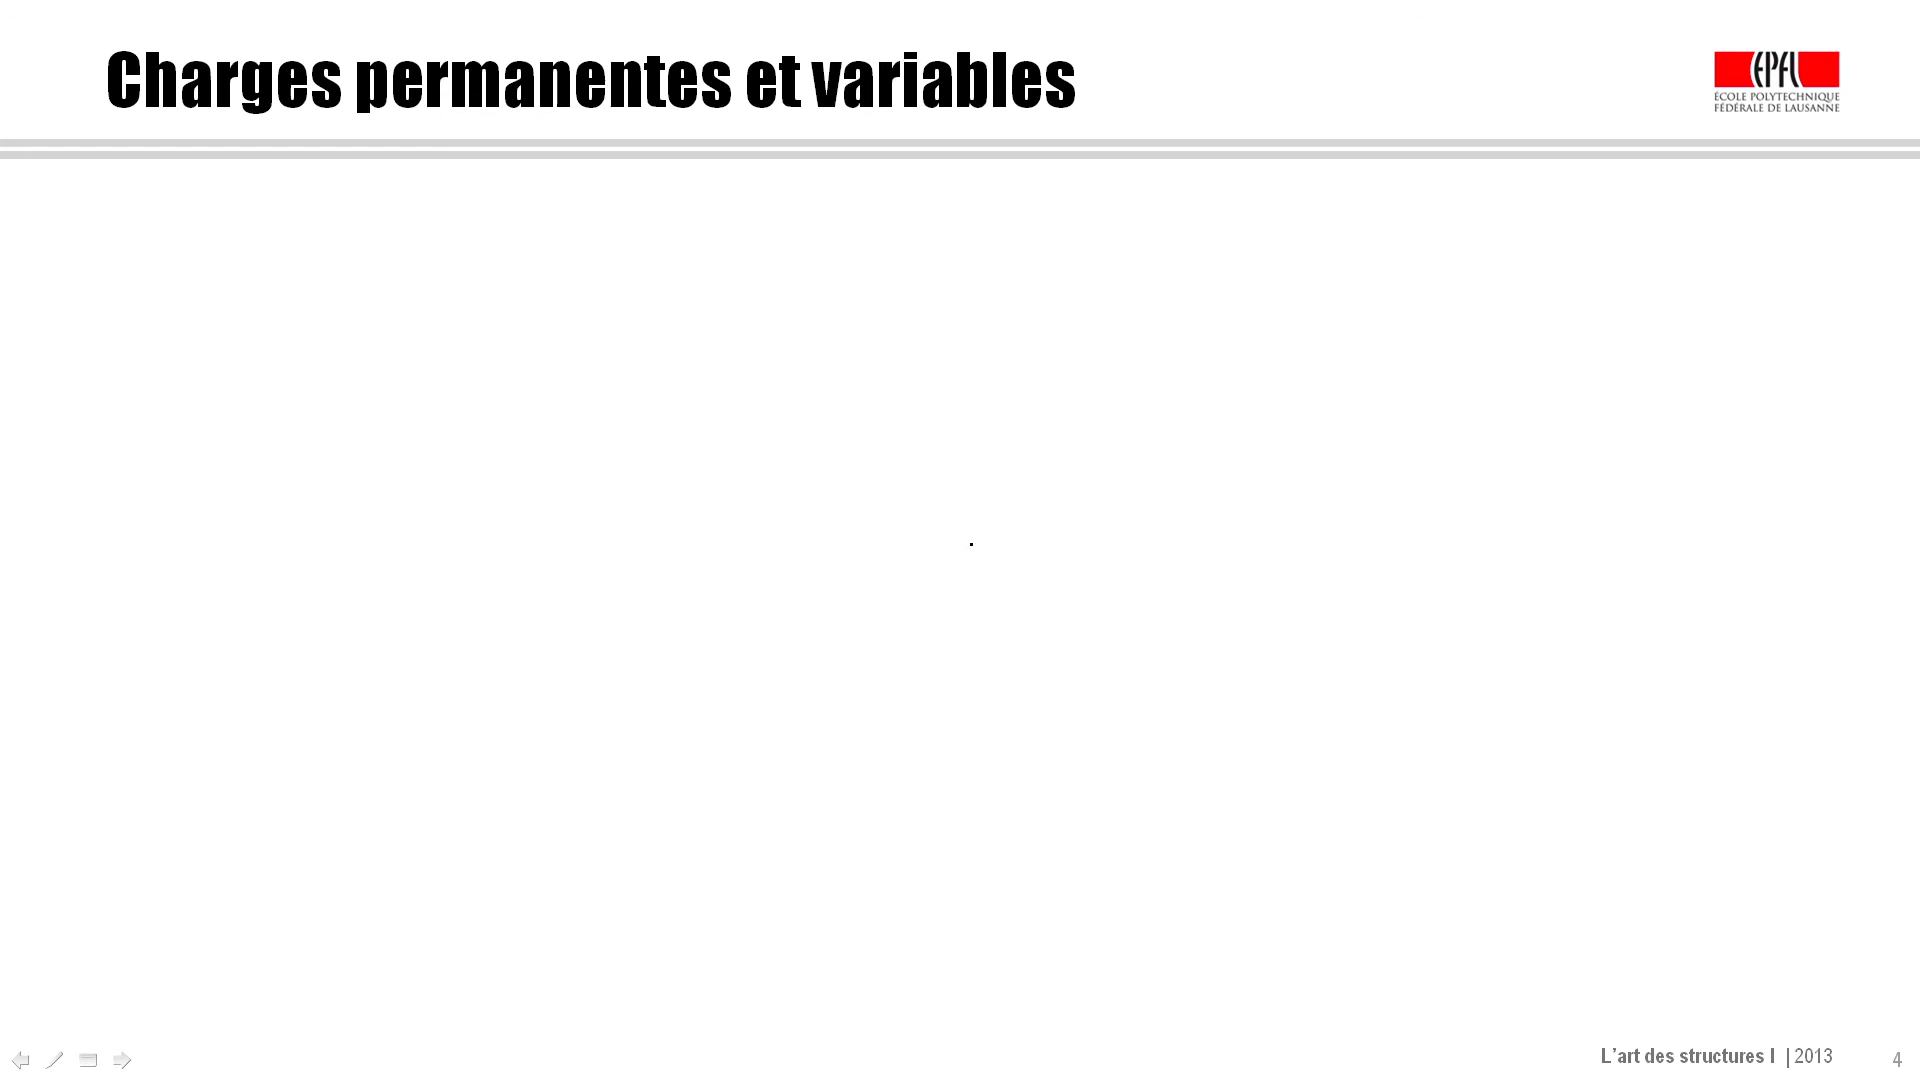 Charges permanentes et variables
EPFL
ÉCOLE POLYTECHNIQUE
FÉDÉRALE DE LAUSANNE
.
L'art des structures I | 2013
4